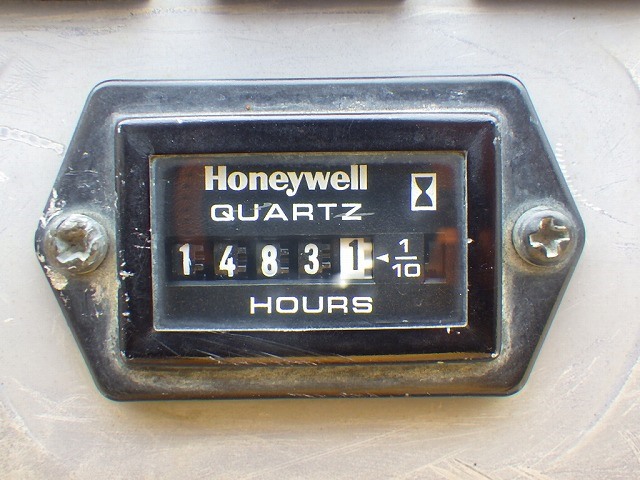 Honeywell
QUARTZ
1 4 8 3 1 ◄ 1/10
HOURS